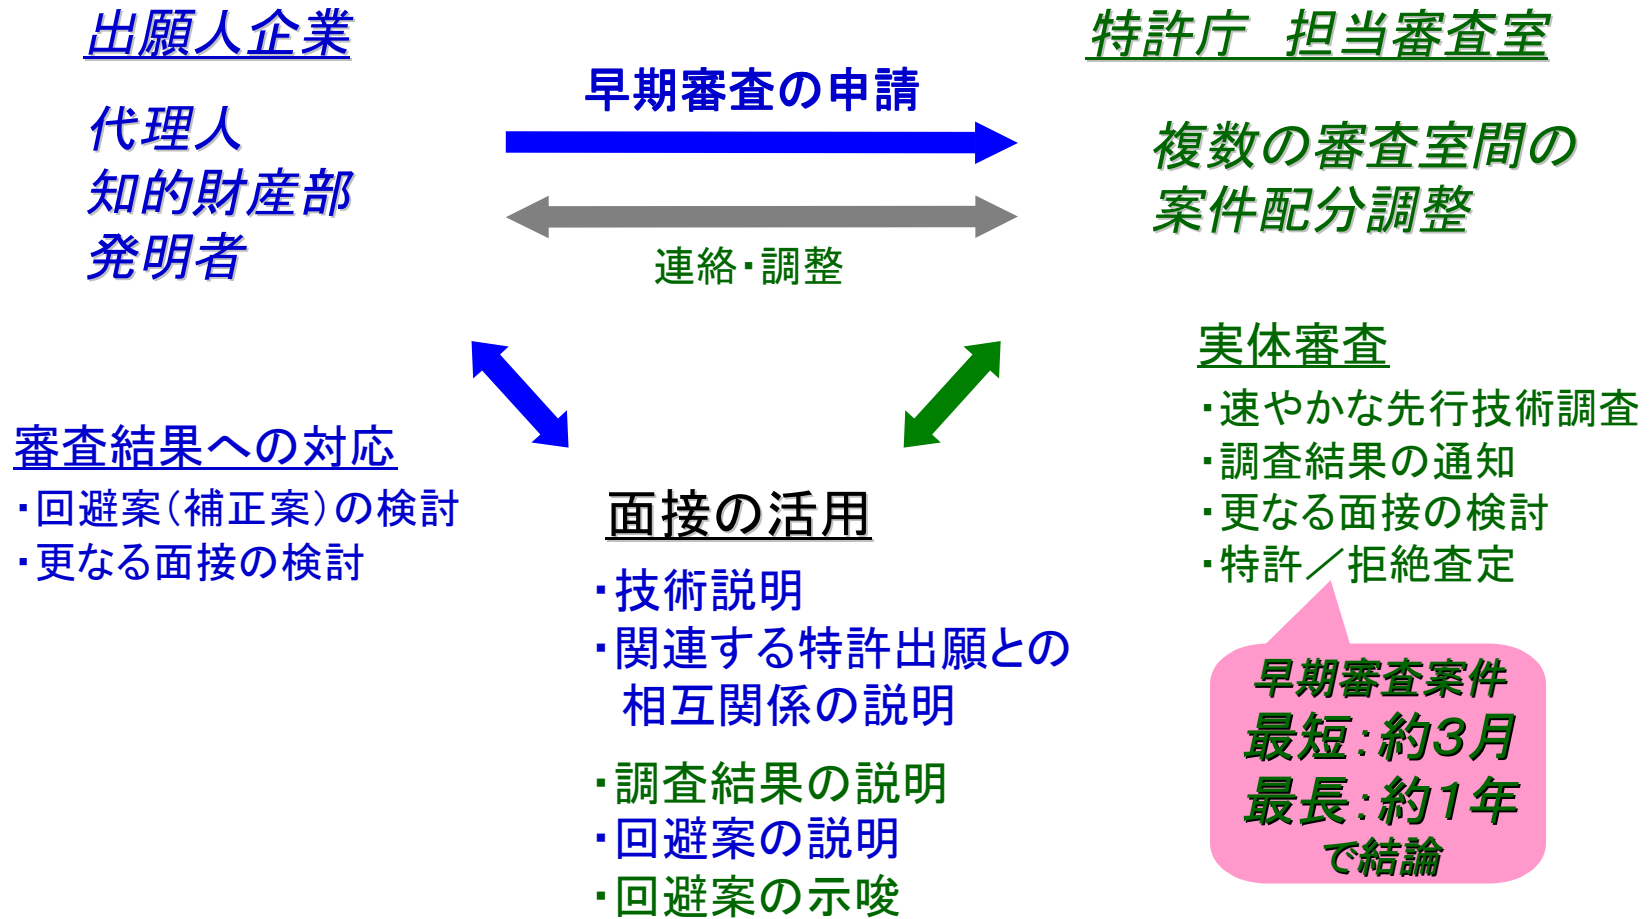 出願人企業
代理人
知的財産部
発明者
早期審査の申請
連絡・調整
特許庁　担当審査室
複数の審査室間の
案件配分調整
審査結果への対応
・回避案（補正案）の検討
・更なる面接の検討
面接の活用
・技術説明
・関連する特許出願との
相互関係の説明
・調査結果の説明
・回避案の説明
・回避案の示唆
実体審査
・速やかな先行技術調査
・調査結果の通知
・更なる面接の検討
・特許／拒絶査定
早期審査案件
最短：約３月
最長：約１年
で結論